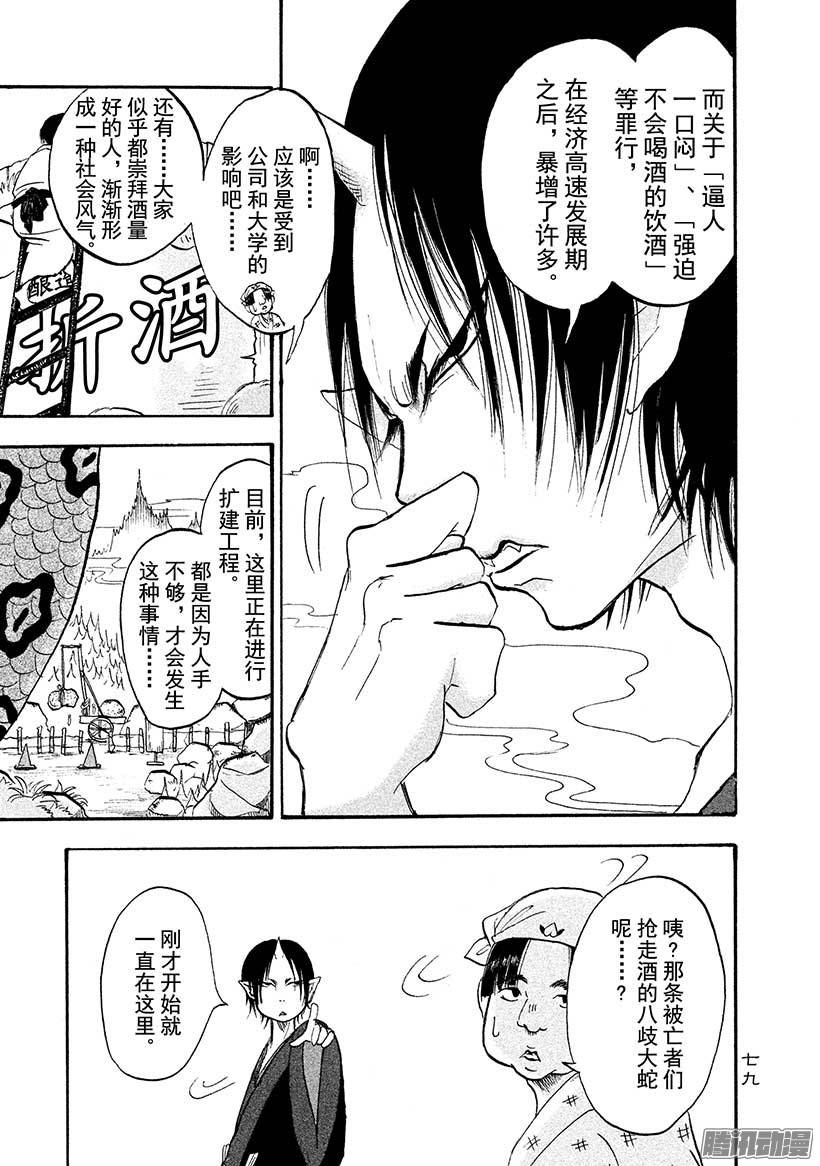 而关于「逼人
一口闷」、「强迫
不会喝酒的饮酒」
等罪行，
在经济高速发展期
之后，暴增了许多。
啊……
应该是受到
公司和大学的
影响吧……
还有……大家
似乎都崇拜酒量
好的人，渐渐形
成一种社会风气。
酿造
折酒
目前，这里正在进行
扩建工程。
都是因为人手
不够，才会发生
这种事情……
咦？那条被亡者们
抢走酒的八歧大蛇
呢……？
刚才开始就
一直在这里。
七九
腾讯动漫